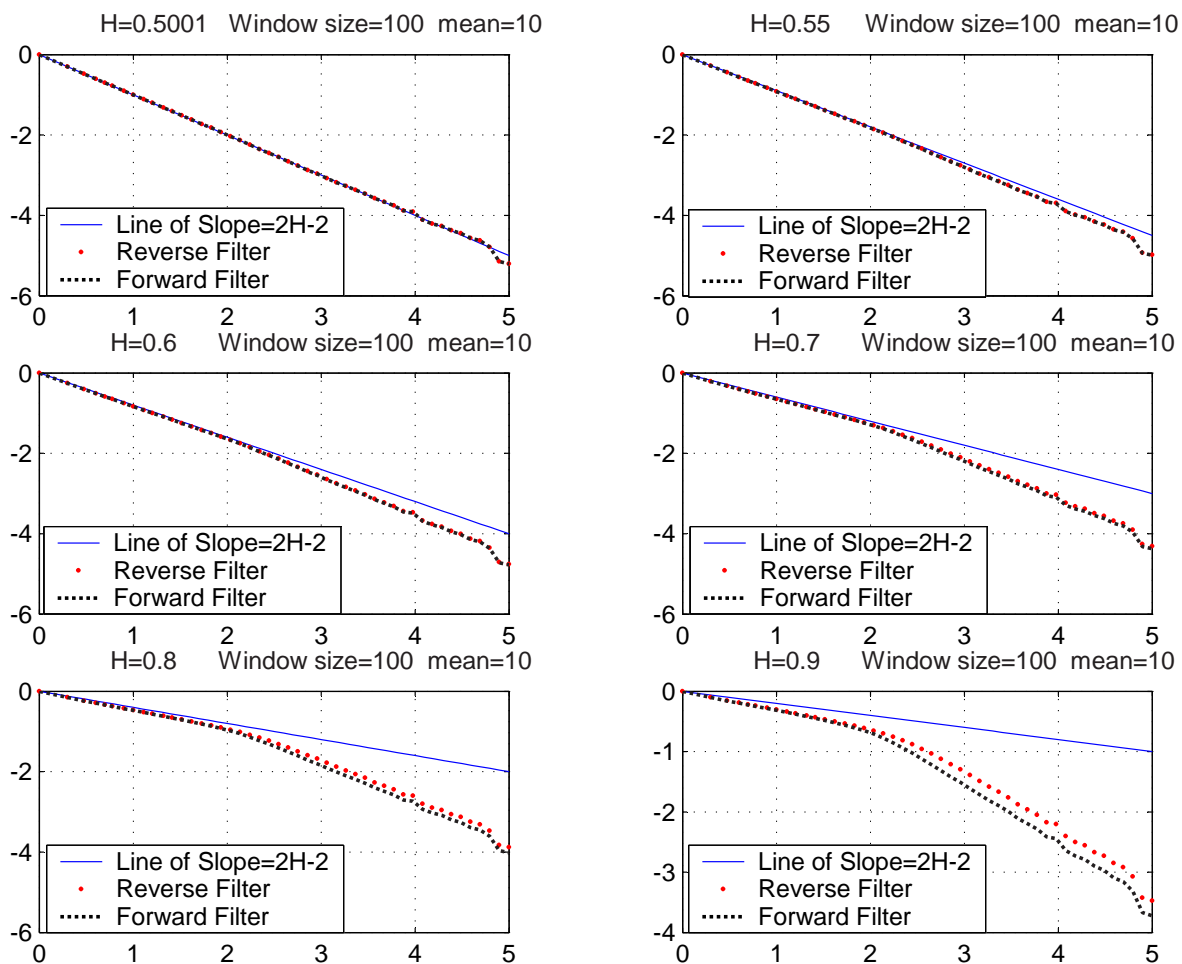 H=0.5001 Window size=100 mean=10
0
-2
-4
-6
Line of Slope=2H-2
Reverse Filter
Forward Filter
0 1 2 3 4 5
H=0.55 Window size=100 mean=10
0
-2
-4
-6
Line of Slope=2H-2
Reverse Filter
Forward Filter
0 1 2 3 4 5
H=0.6 Window size=100 mean=10
0
-2
-4
-6
Line of Slope=2H-2
Reverse Filter
Forward Filter
0 1 2 3 4 5
H=0.7 Window size=100 mean=10
0
-2
-4
-6
Line of Slope=2H-2
Reverse Filter
Forward Filter
0 1 2 3 4 5
H=0.8 Window size=100 mean=10
0
-2
-4
-6
Line of Slope=2H-2
Reverse Filter
Forward Filter
0 1 2 3 4 5
H=0.9 Window size=100 mean=10
0
-1
-2
-3
-4
Line of Slope=2H-2
Reverse Filter
Forward Filter
0 1 2 3 4 5